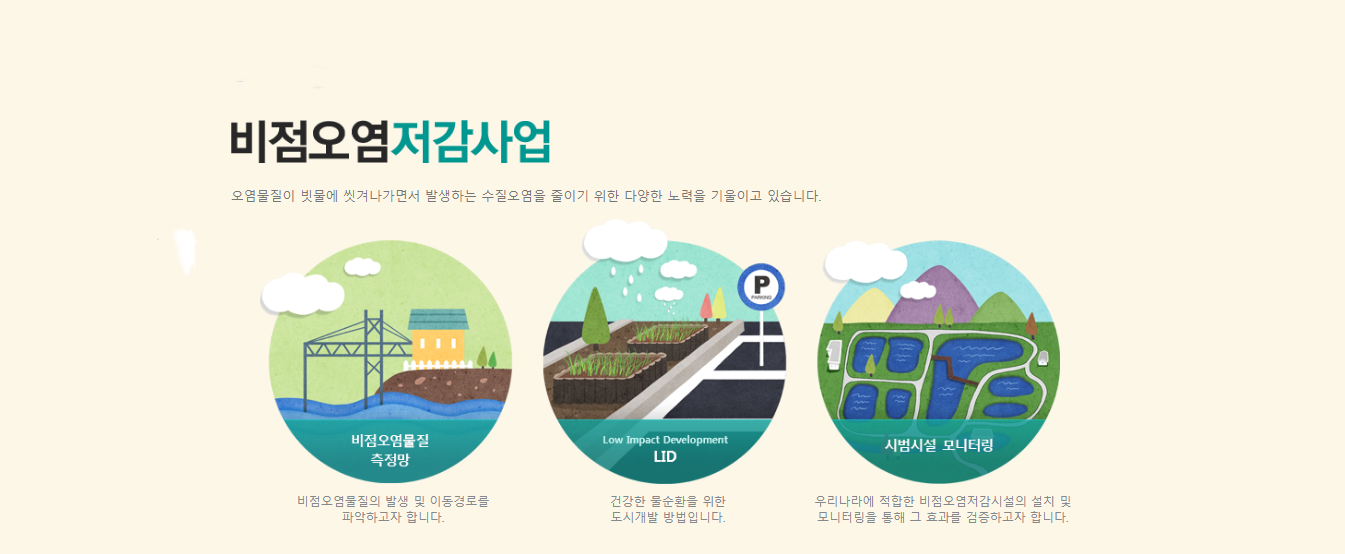 비점오염저감사업
오염물질이 빗물에 씻겨나가면서 발생하는 수질오염을 줄이기 위한 다양한 노력을 기울이고 있습니다.
P
PARKING
비점오염물질
측정망
Low Impact Development
LID
시범시설 모니터링
비점오염물질의 발생 및 이동경로를
파악하고자 합니다.
건강한 물순환을 위한
도시개발 방법입니다.
우리나라에 적합한 비점오염저감시설의 설치 및
모니터링을 통해 그 효과를 검증하고자 합니다.